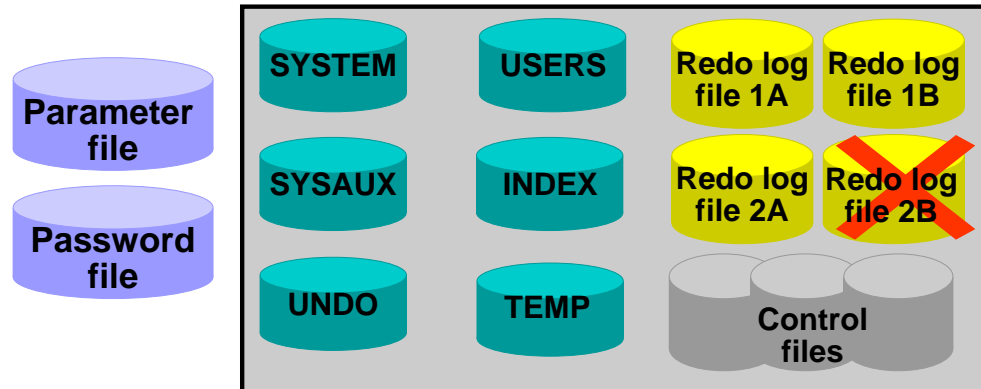 Parameter
file
Password
file
SYSTEM
USERS
Redo log
file 1A
Redo log
file 1B
SYSAUX
INDEX
Redo log
file 2A
Redo log
file 2B
UNDO
TEMP
Control
files